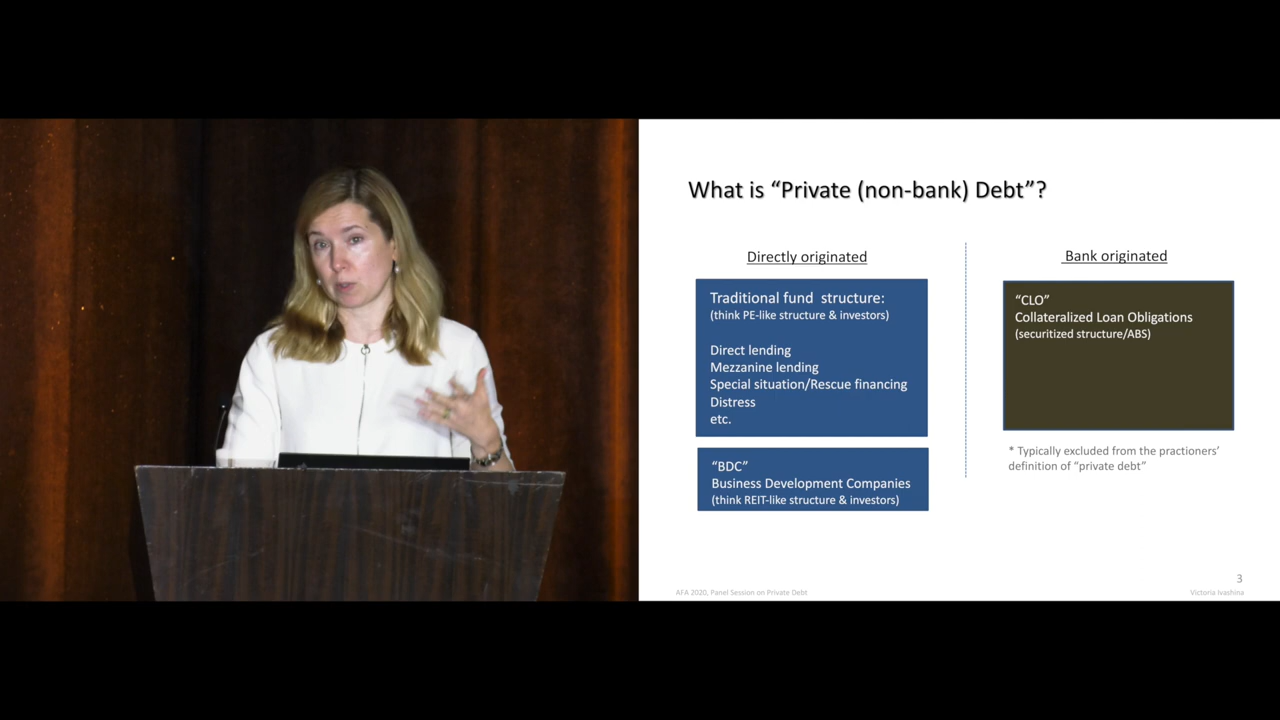 What is “Private (non-bank) Debt”?
Directly originated
Traditional fund structure:
(think PE-like structure & investors)
Direct lending
Mezzanine lending
Special situation/Rescue financing
Distress
etc.
“BDC”
Business Development Companies
(think REIT-like structure & investors)
Bank originated
“CLO”
Collateralized Loan Obligations
(securitized structure/ABS)
* Typically excluded from the practioners’
definition of “private debt”
3
AFA 2020, Panel Session on Private Debt
Victoria Ivashina